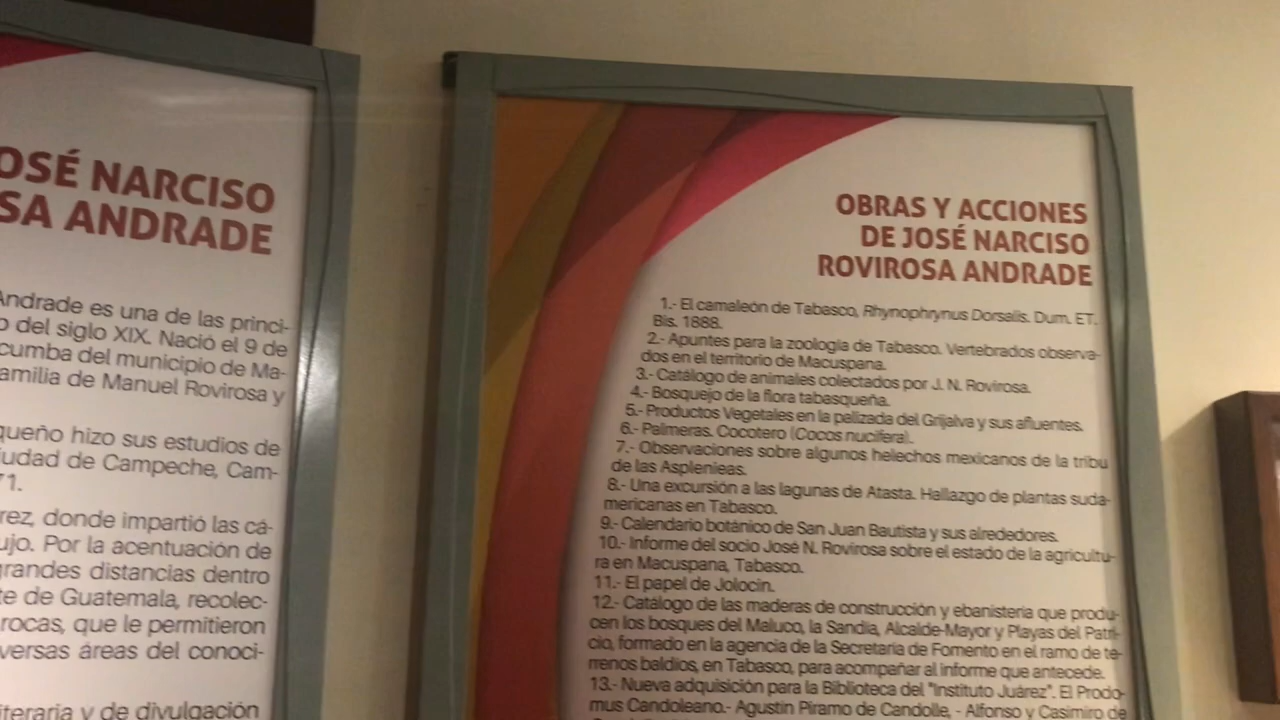 OSÉ NARCISO
SA ANDRADE
Andrade es una de las princi-
o del siglo XIX. Nació el 9 de
cumba del municipio de Ma-
amilia de Manuel Rovirosa y
queño hizo sus estudios de
iudad de Campeche, Cam-
71.
rez, donde impartió las cá-
ujo. Por la acentuación de
grandes distancias dentro
te de Guatemala, recolec-
rocas, que le permitieron
versas áreas del conoci-
iteraria y de divulgación
OBRAS Y ACCIONES
DE JOSÉ NARCISO
ROVIROSA ANDRADE
1.- El camaleón de Tabasco, Rhynophrynus Dorsalis. Dum. ET.
Bis. 1888.
2.- Apuntes para la zoología de Tabasco. Vertebrados observa-
dos en el territorio de Macuspana.
3.- Catálogo de animales colectados por J. N. Rovirosa.
4.- Bosquejo de la flora tabasqueña.
5.- Productos Vegetales en la palizada del Grijalva y sus afluentes.
6.- Palmeras. Cocotero (Cocos nucifera).
7.- Observaciones sobre algunos helechos mexicanos de la tribu
de las Asplenieas.
8.- Una excursión a las lagunas de Atasta. Hallazgo de plantas suda-
mericanas en Tabasco.
9.- Calendario botánico de San Juan Bautista y sus alrededores.
10.- Informe del socio José N. Rovirosa sobre el estado de la agricultu-
ra en Macuspana, Tabasco.
11.- El papel de Jolocin.
12.- Catálogo de las maderas de construcción y ebanistería que produ-
cen los bosques del Maluco, la Sandía, Alcalde-Mayor y Playas del Patri-
cio, formado en la agencia de la Secretaría de Fomento en el ramo de te-
rrenos baldíos, en Tabasco, para acompañar al informe que antecede.
13.- Nueva adquisición para la Biblioteca del "Instituto Juárez". El Prodo-
mus Candoleano.- Agustin Piramo de Candolle, - Alfonso y Casimiro de